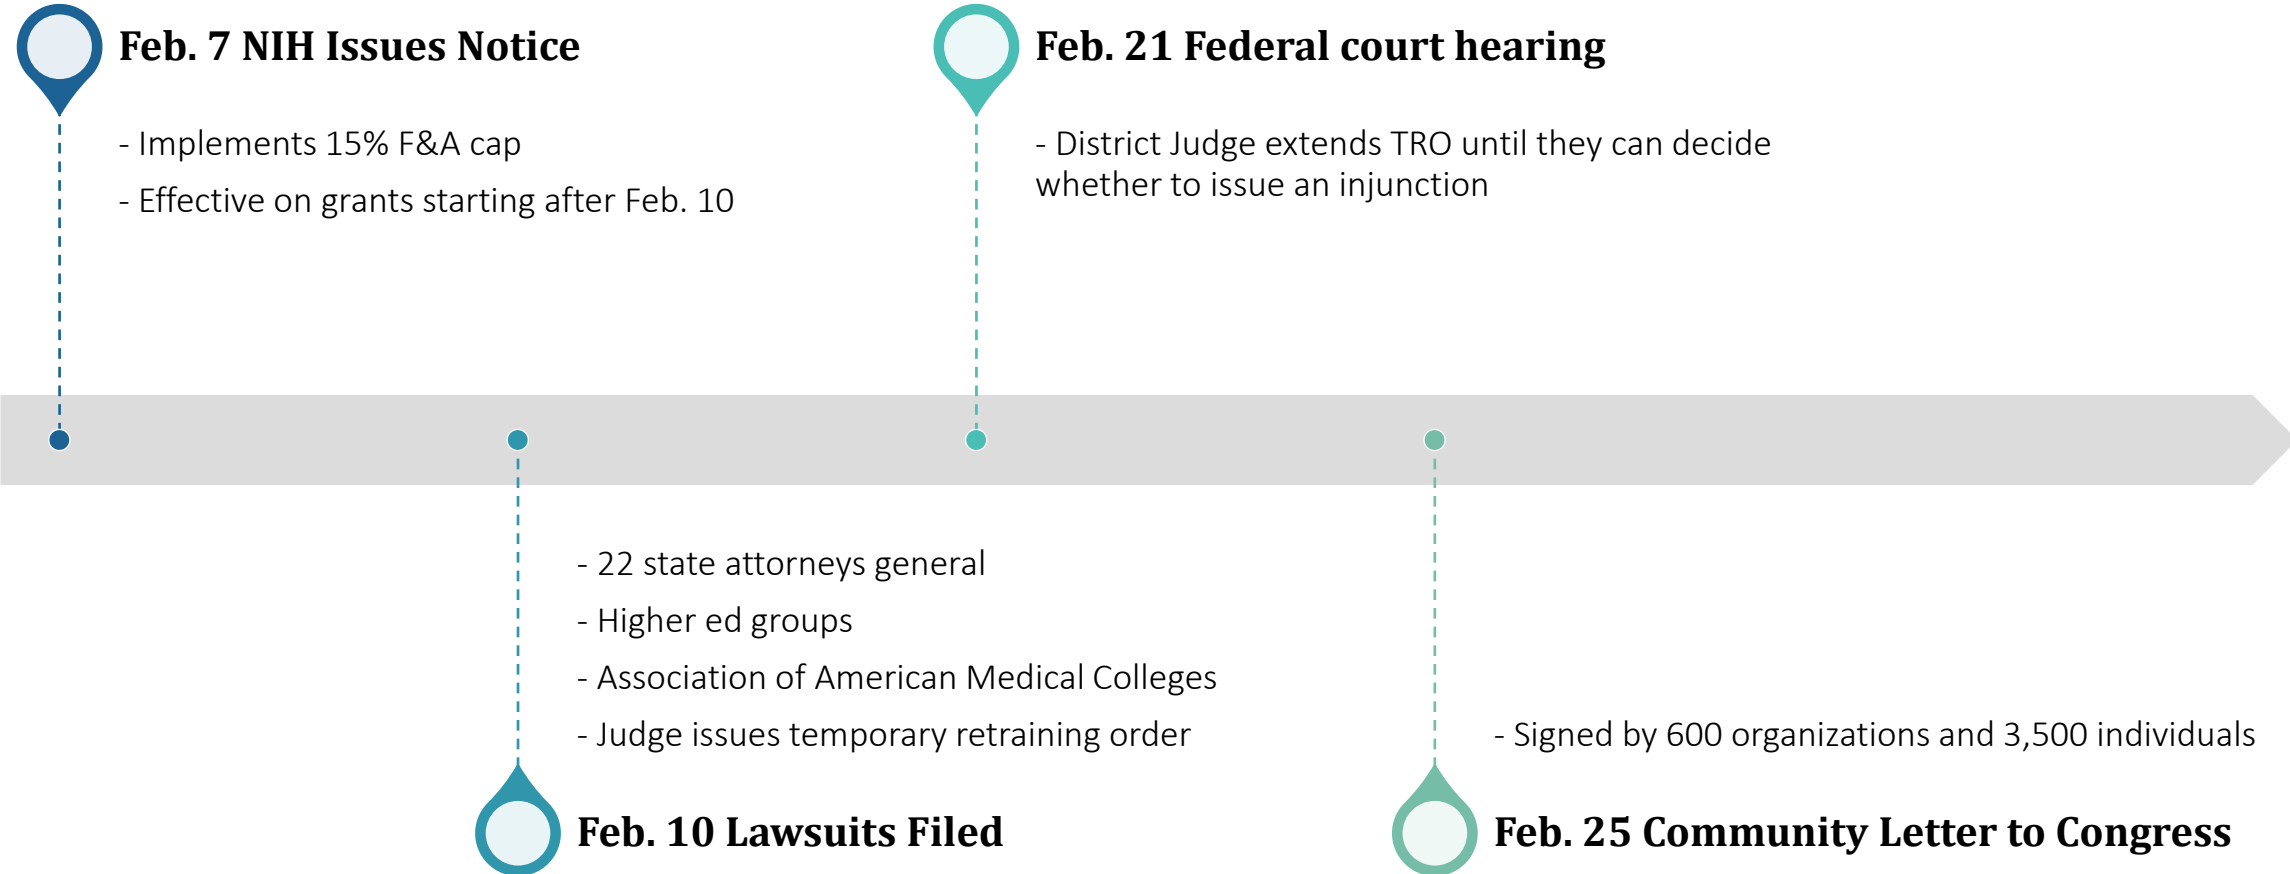 Feb. 7 NIH Issues Notice
- Implements 15% F&A cap
- Effective on grants starting after Feb. 10
- 22 state attorneys general
- Higher ed groups
- Association of American Medical Colleges
- Judge issues temporary retraining order
Feb. 10 Lawsuits Filed
Feb. 21 Federal court hearing
- District Judge extends TRO until they can decide
whether to issue an injunction
- Signed by 600 organizations and 3,500 individuals
Feb. 25 Community Letter to Congress